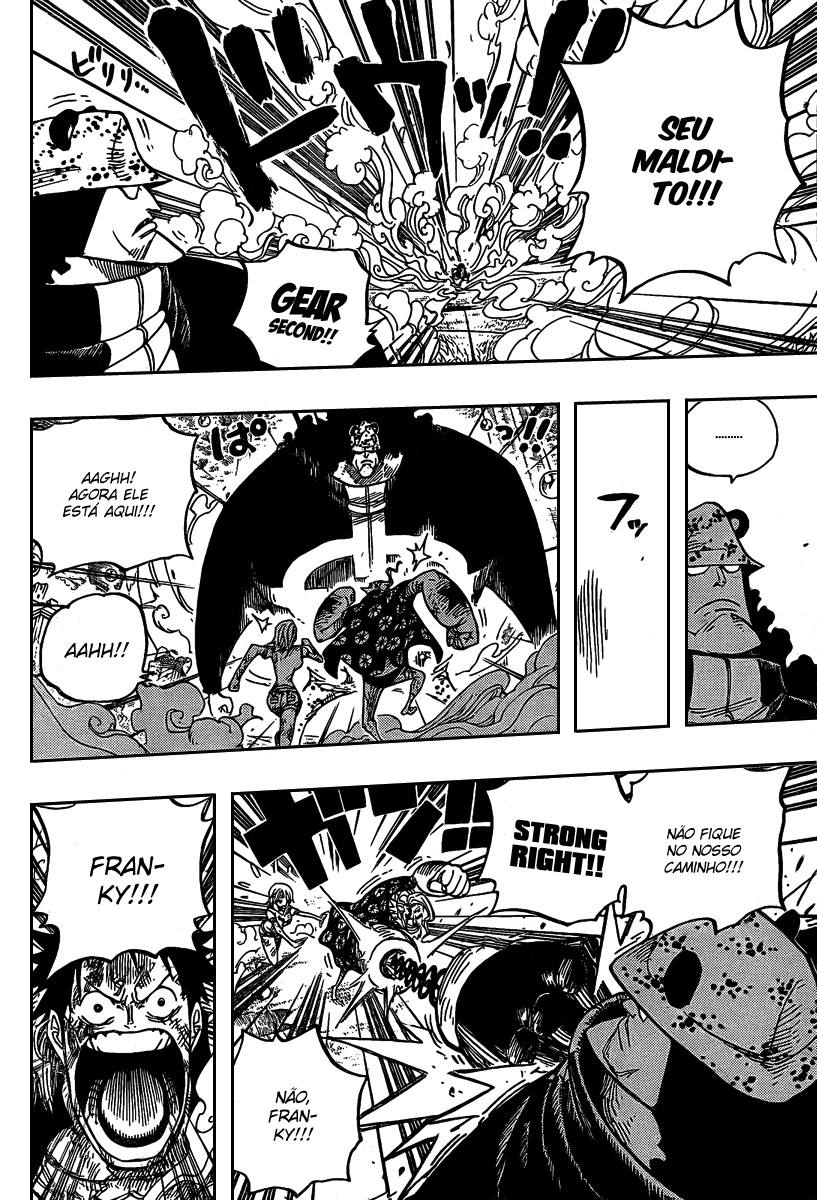 ドウッ!!
ビリリ…
SEU
MALDI-
TO!!!
GEAR
SECOND!!
..........
フッ
ぱっ!!
AAGHH!
AGORA ELE
ESTÁ AQUI!!!
AAHH!!
NÃO FIQUE
NO NOSSO
CAMINHO!!!
STRONG
RIGHT!!
NÃO,
FRAN-
KY!!!
FRAN-
KY!!!